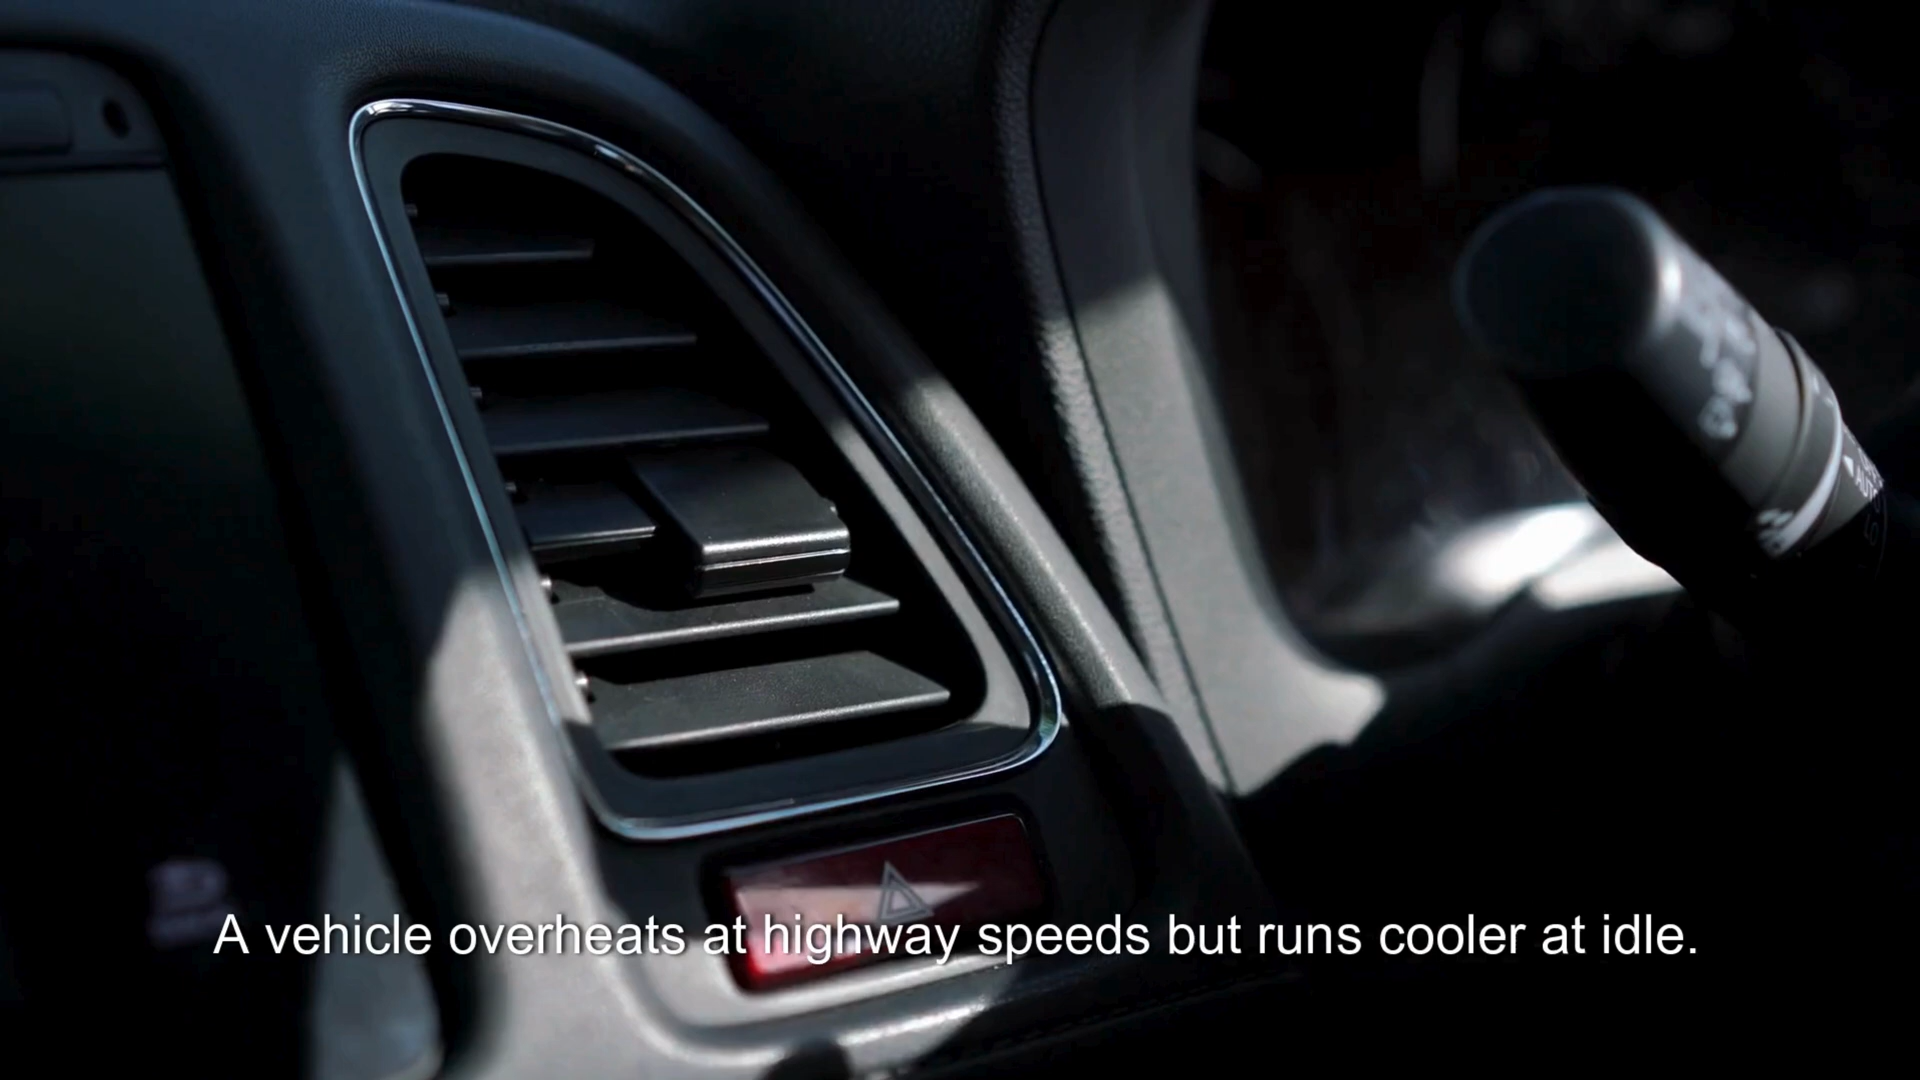 A vehicle overheats at highway speeds but runs cooler at idle.